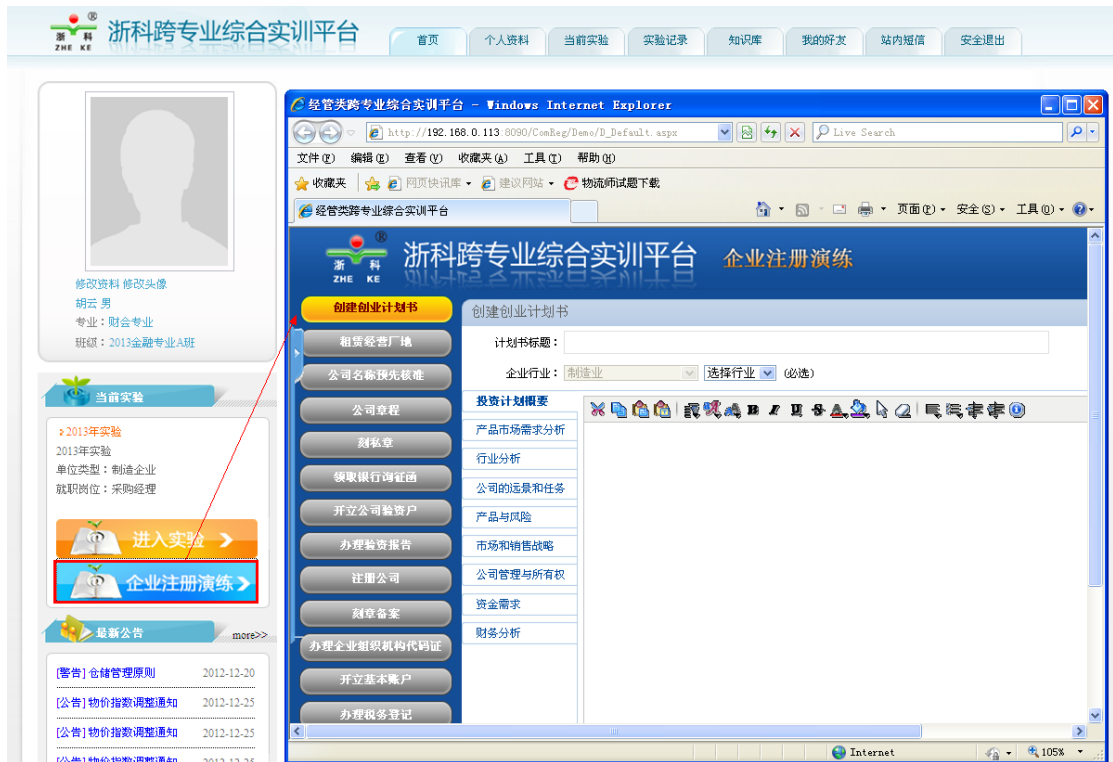 浙科 ® 浙科跨专业综合实训平台
ZHE KE
首页 个人资料 当前实验 实验记录 知识库 我的好友 站内短信 安全退出
修改资料 修改头像
胡云 男
专业：财会专业
班级：2013金融专业A班
当前实验
2013年实验
2013年实验
单位类型：制造企业
就职岗位：采购经理
进入实验
企业注册演练
最新公告 more>>
[警告] 仓储管理原则 2012-12-20
[公告] 物价指数调整通知 2012-12-25
[公告] 物价指数调整通知 2012-12-25
[公告] 物价指数调整通知 2012-12-25
经管类跨专业综合实训平台 - Windows Internet Explorer
http://192.168.0.113:8090/ComReg/Demo/D_Default.aspx Live Search
文件(F) 编辑(E) 查看(V) 收藏夹(A) 工具(T) 帮助(H)
收藏夹 网页快讯库 建议网站 物流师试题下载
经管类跨专业综合实训平台 页面(P) 安全(S) 工具(O)
浙科 ® 浙科跨专业综合实训平台 企业注册演练
ZHE KE
创建创业计划书
租赁经营厂地
公司名称预先核准
公司章程
刻私章
领取银行询征函
开立公司验资户
办理验资报告
注册公司
刻章备案
办理企业组织机构代码证
开立基本账户
办理税务登记
创建创业计划书
计划书标题：
企业行业： 制造业 选择行业 (必选)
投资计划概要
产品市场需求分析
行业分析
公司的远景和任务
产品与风险
市场和销售战略
公司管理与所有权
资金需求
财务分析
Internet 105%